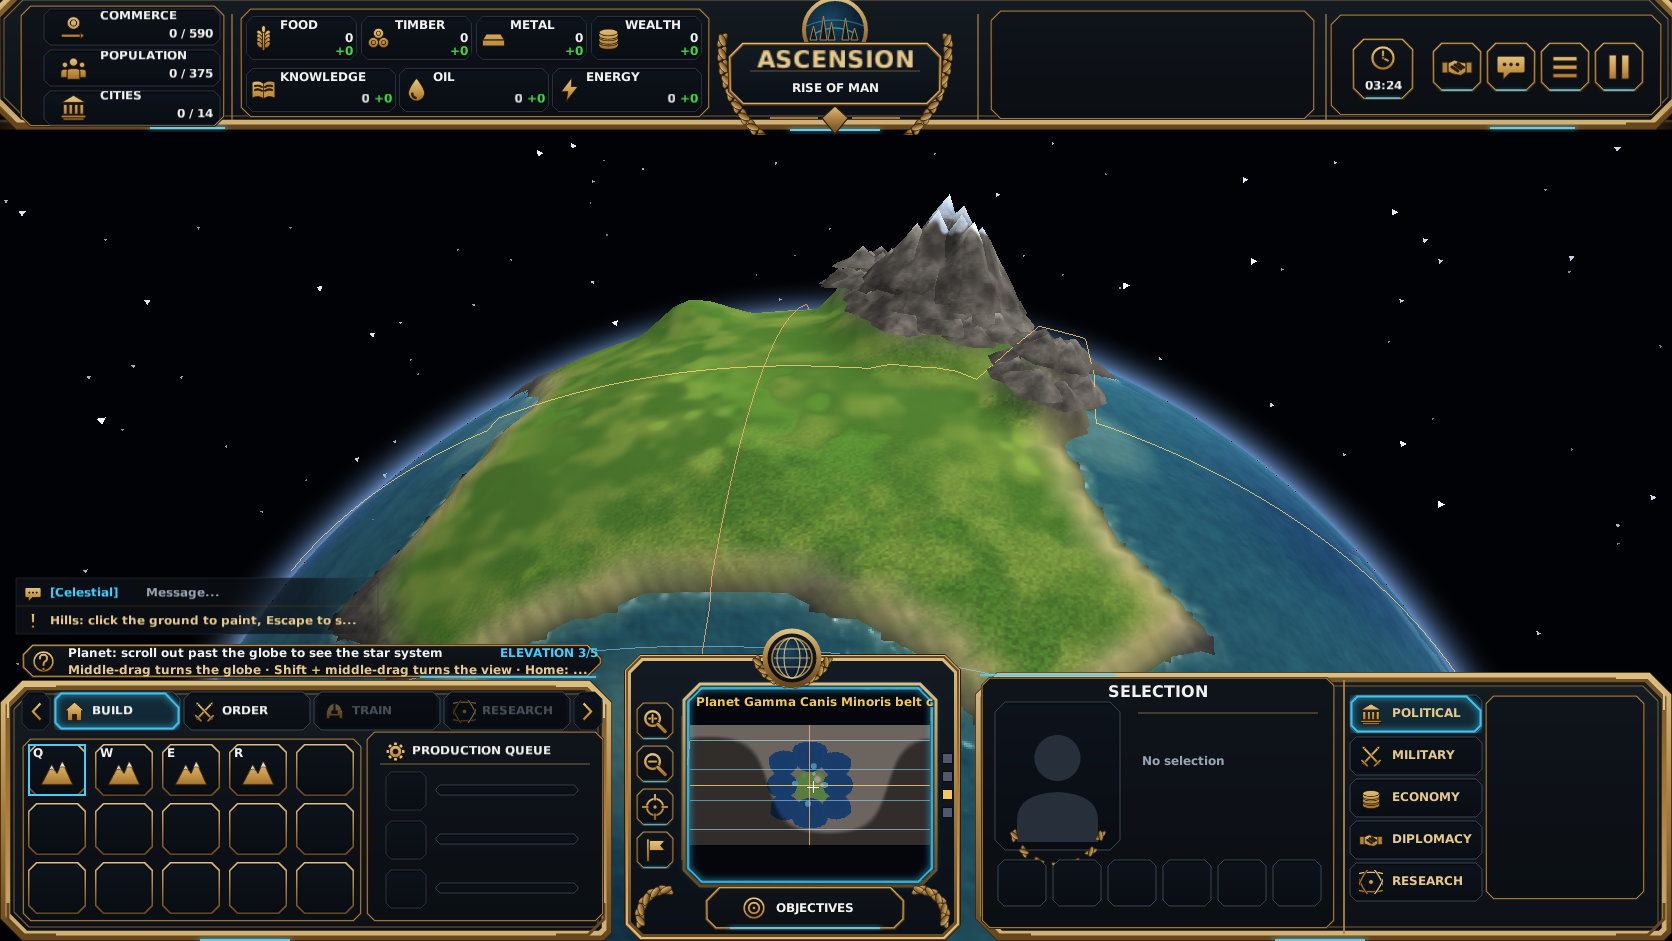 COMMERCE
0 / 590
POPULATION
0 / 375
CITIES
0 / 14
FOOD
0
+0
TIMBER
0
+0
METAL
0
+0
WEALTH
0
+0
KNOWLEDGE
0 +0
OIL
0 +0
ENERGY
0 +0
ASCENSION
RISE OF MAN
03:24
[Celestial] Message...
! Hills: click the ground to paint, Escape to s...
Planet: scroll out past the globe to see the star system ELEVATION 3/5
Middle-drag turns the globe · Shift + middle-drag turns the view · Home: ...
BUILD
ORDER
TRAIN
RESEARCH
Q
W
E
R
PRODUCTION QUEUE
Planet Gamma Canis Minoris belt c
OBJECTIVES
SELECTION
No selection
POLITICAL
MILITARY
ECONOMY
DIPLOMACY
RESEARCH